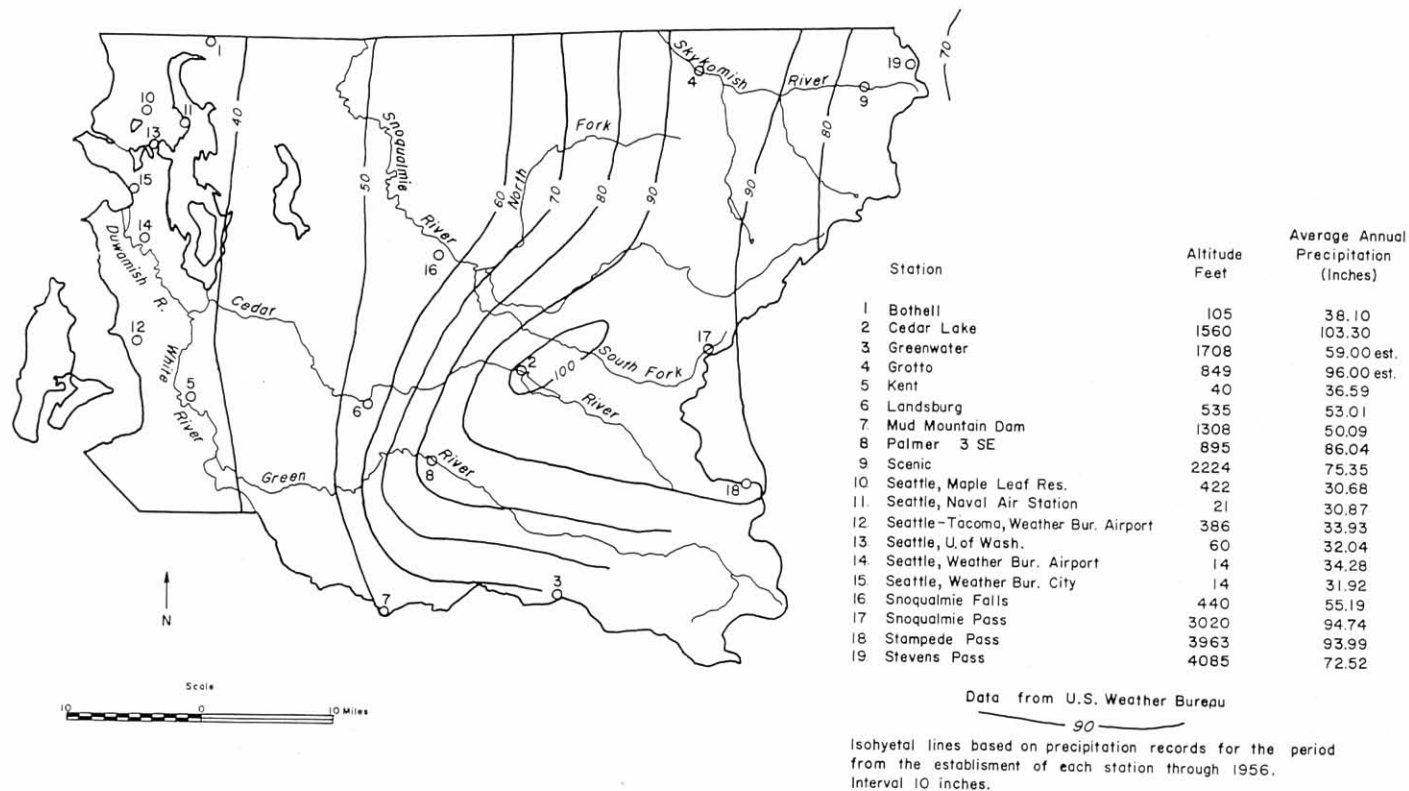 1
19
70
Skykomish
4
River
9
10
11
13
40
Snoqualmie
Fork
80
15
50
60
North
70
80
90
90
14
River
16
Duwamish R.
Cedar
12
White
South Fork
17
2
100
River
5
6
River
Green
River
8
18
7
3
N
Scale
10 0 10 Miles
Station Altitude Feet Average Annual Precipitation (Inches)
1 Bothell 105 38.10
2 Cedar Lake 1560 103.30
3 Greenwater 1708 59.00 est.
4 Grotto 849 96.00 est.
5 Kent 40 36.59
6 Landsburg 535 53.01
7 Mud Mountain Dam 1308 50.09
8 Palmer 3 SE 895 86.04
9 Scenic 2224 75.35
10 Seattle, Maple Leaf Res. 422 30.68
11. Seattle, Naval Air Station 21 30.87
12 Seattle-Tacoma, Weather Bur. Airport 386 33.93
13 Seattle, U. of Wash. 60 32.04
14 Seattle, Weather Bur. Airport 14 34.28
15 Seattle, Weather Bur. City 14 31.92
16 Snoqualmie Falls 440 55.19
17 Snoqualmie Pass 3020 94.74
18 Stampede Pass 3963 93.99
19. Stevens Pass 4085 72.52
Data from U.S. Weather Bureau
90
Isohyetal lines based on precipitation records for the period
from the establisment of each station through 1956.
Interval 10 inches.